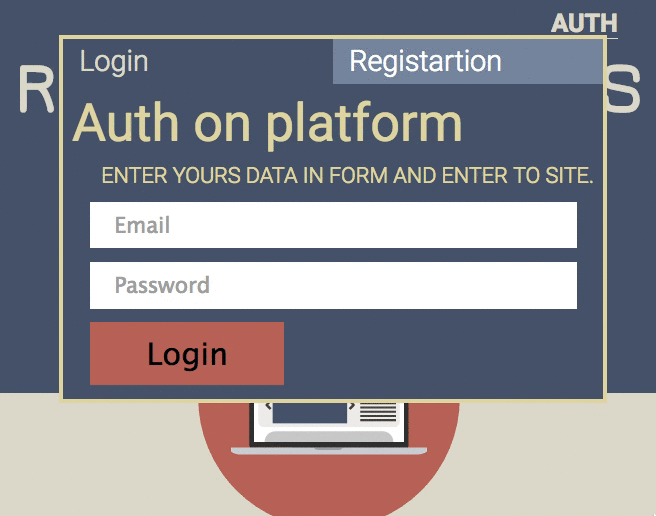 AUTH
Login
Registartion
R
S
Auth on platform
ENTER YOURS DATA IN FORM AND ENTER TO SITE.
Email
Password
Login